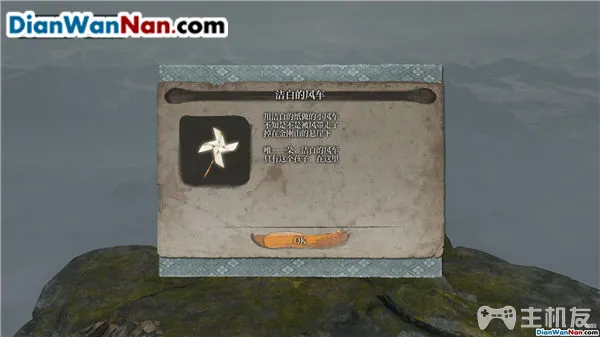 DianWanNan.com
洁白的风车
用洁白的纸做的小风车
不知是不是被风带走了
掉在金刚山的悬崖下
唯一一朵，洁白的风车
只有这个孩子，在这里
OK
主机友
DianWanNan.com